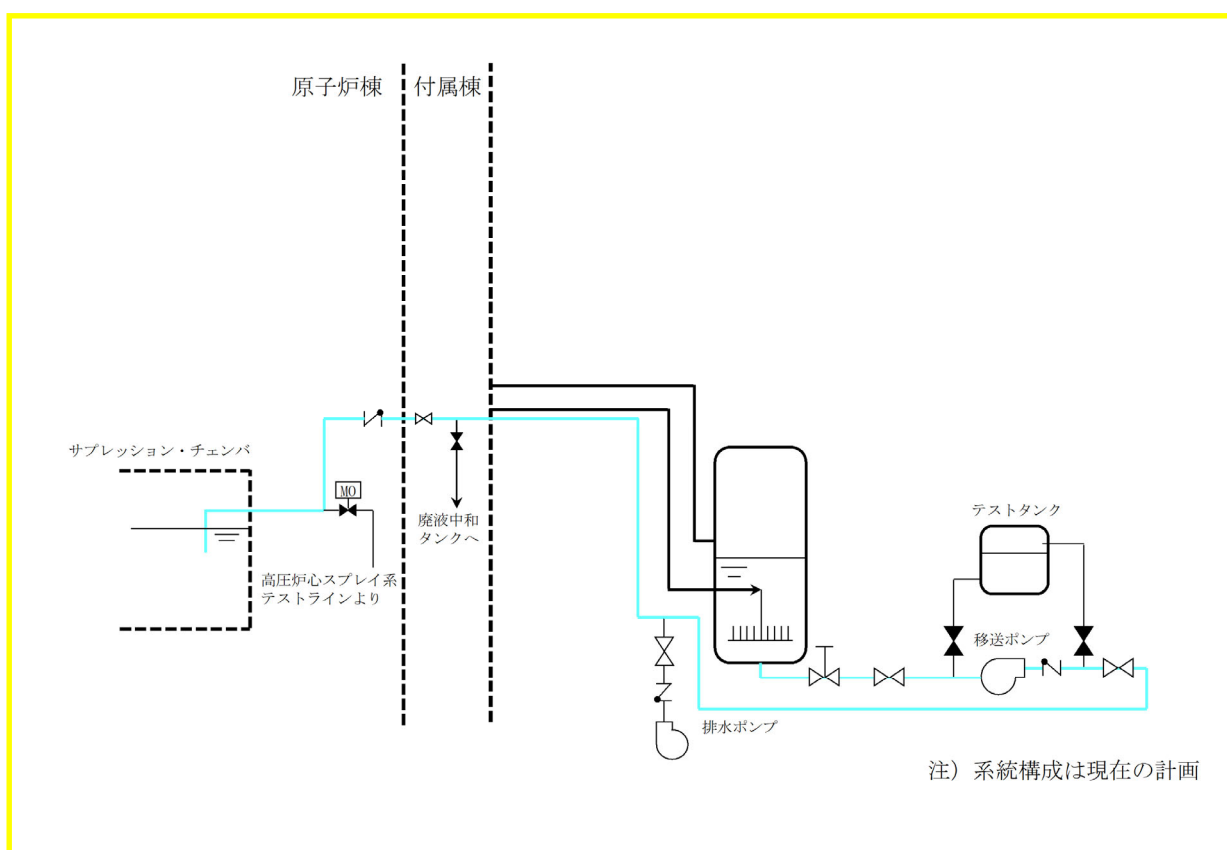 原子炉棟
付属棟
サプレッション・チェンバ
MO
廃液中和
タンクへ
高圧炉心スプレイ系
テストラインより
テストタンク
移送ポンプ
排水ポンプ
注）系統構成は現在の計画